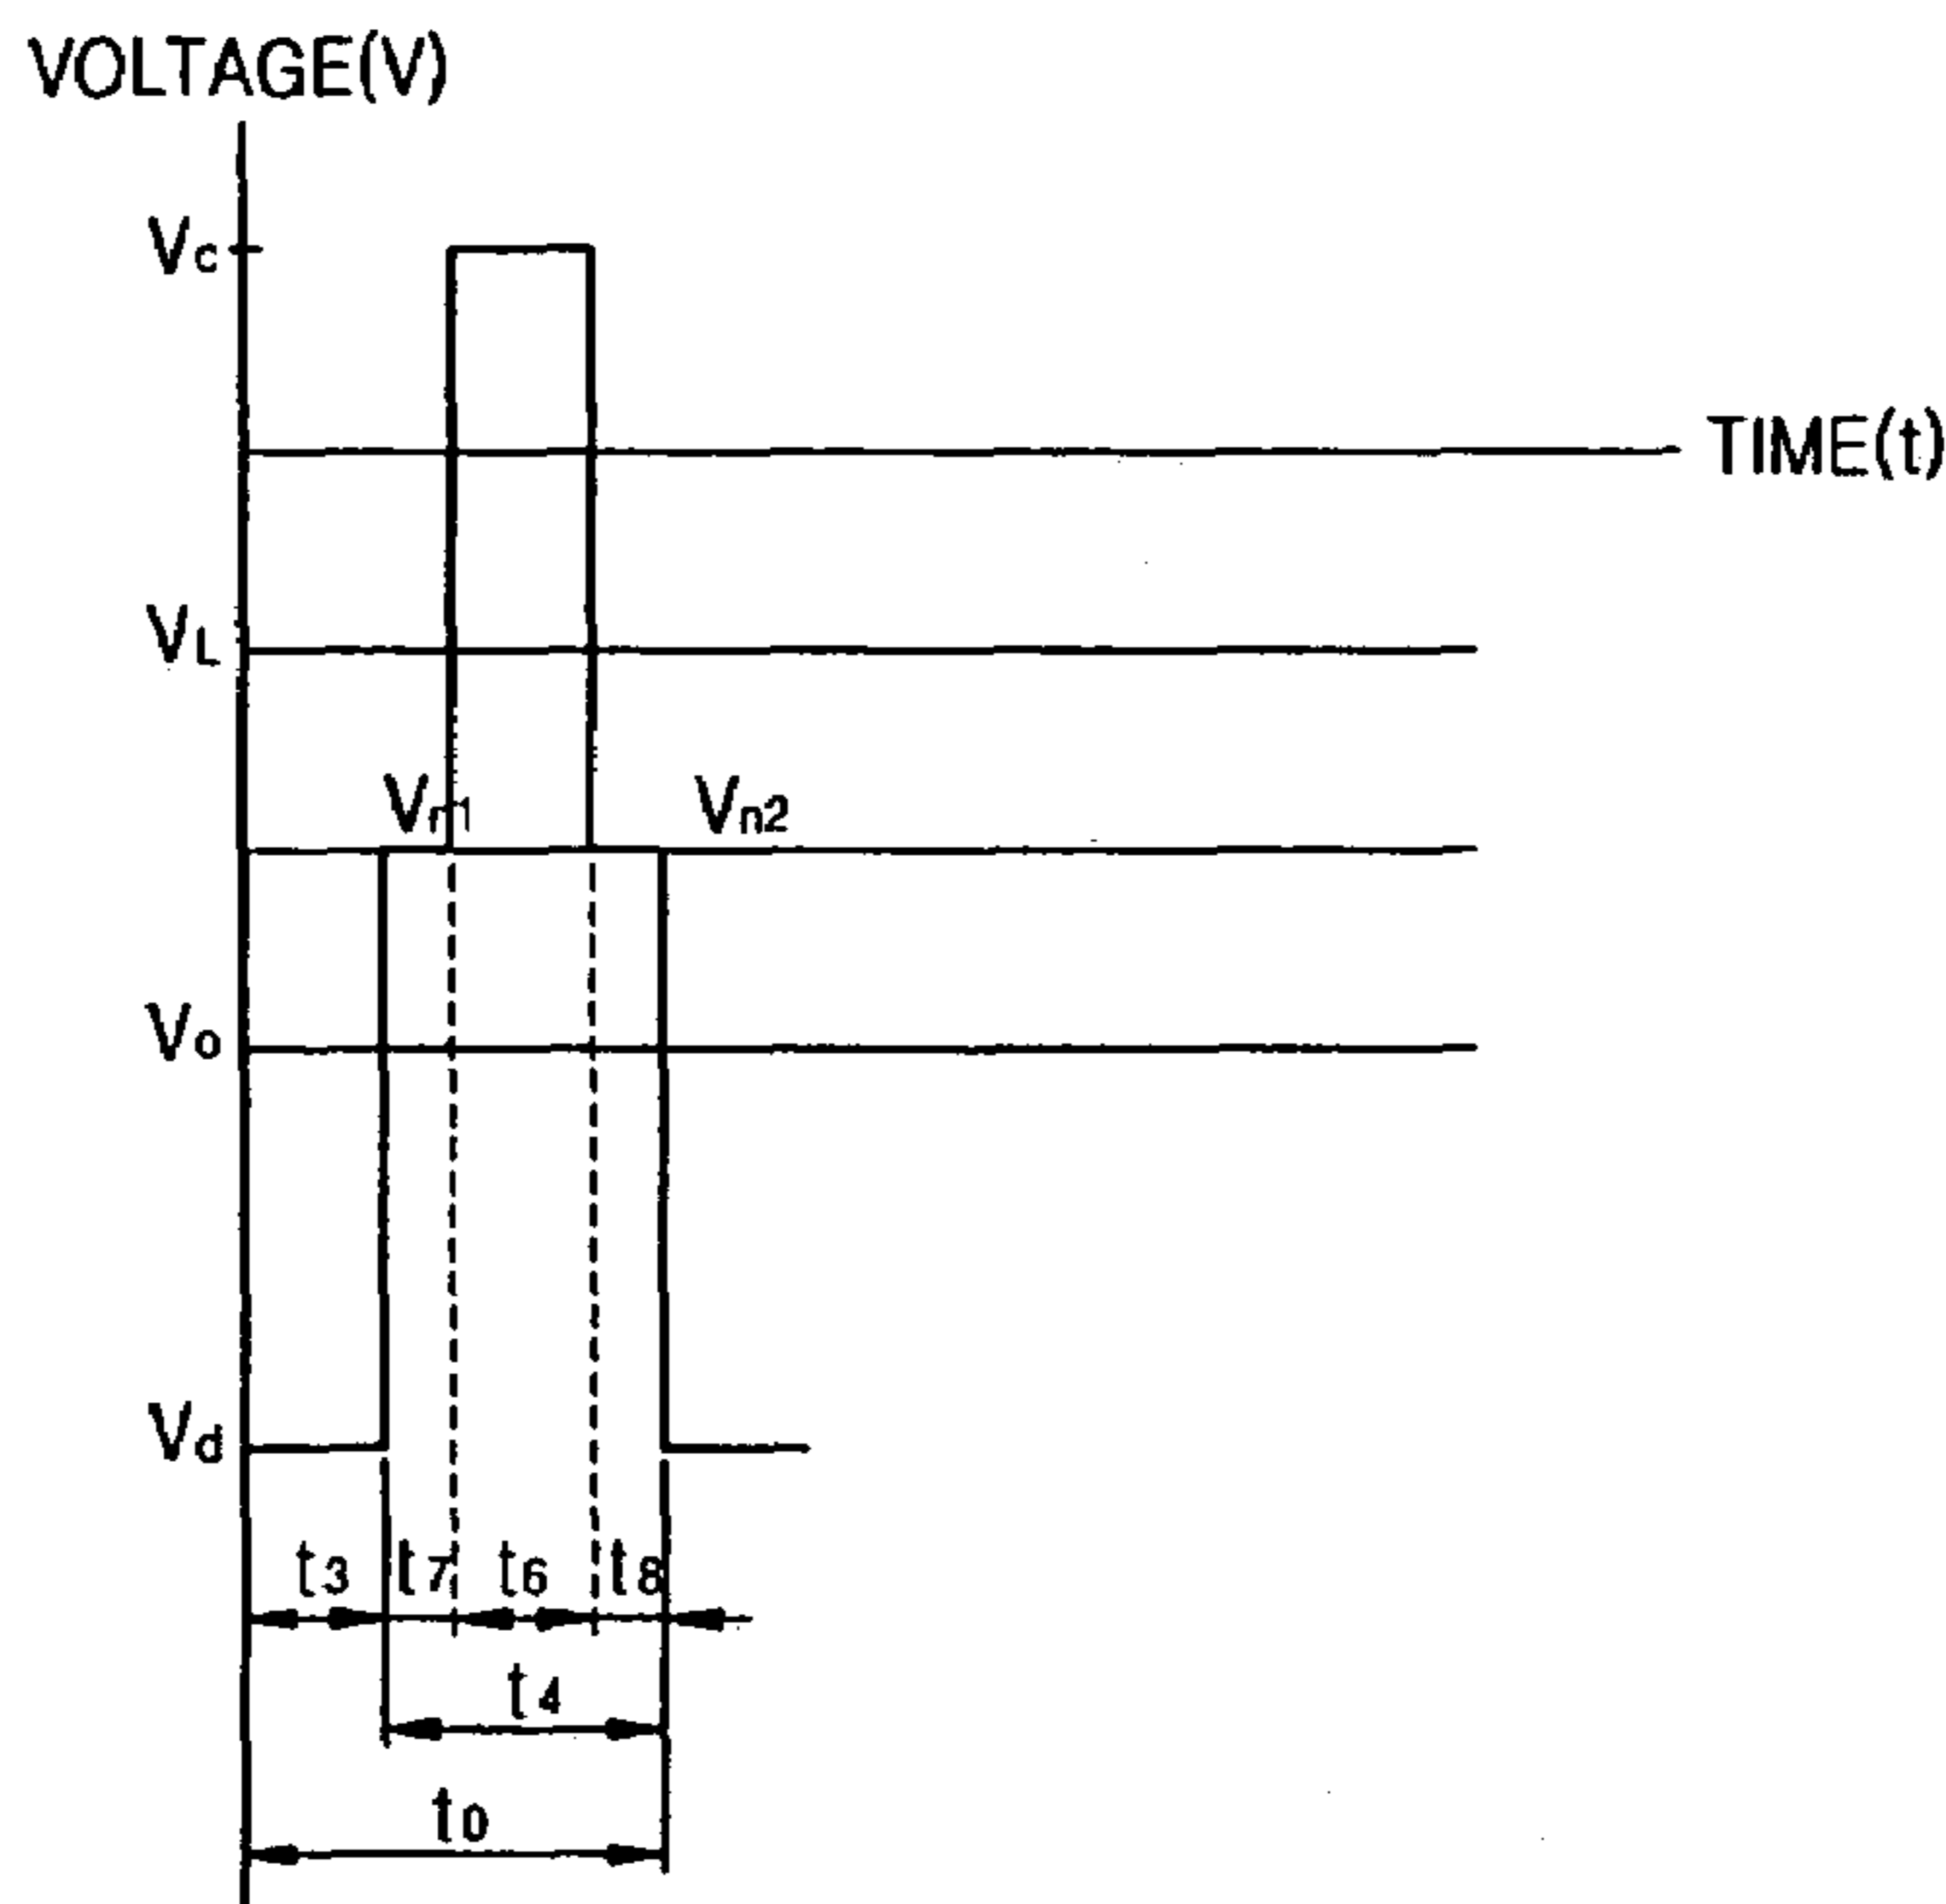 VOLTAGE(V)
Vc
TIME(t)
VL
Vn1 Vn2
Vo
Vd
t3 t7 t6 t8
t4
t0